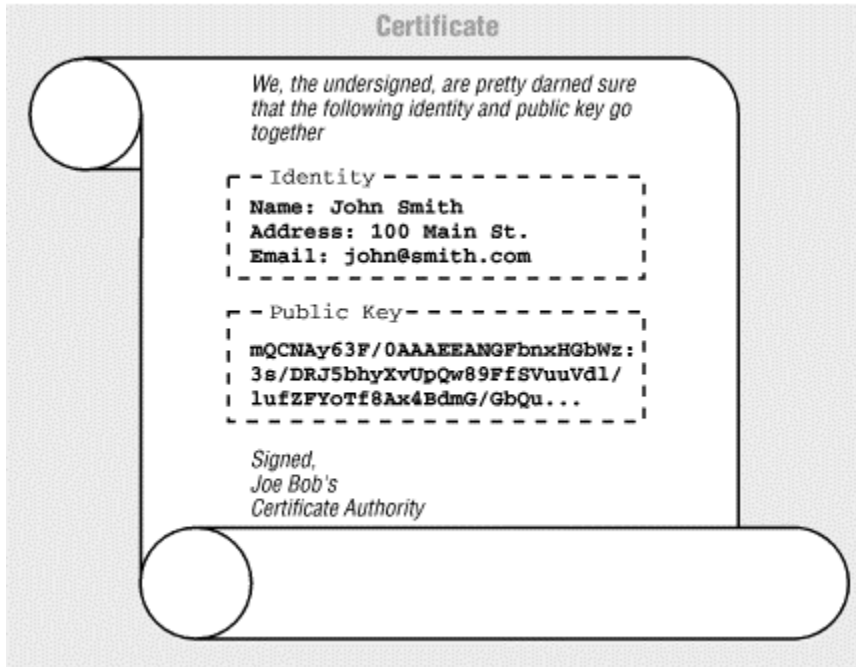 Certificate
We, the undersigned, are pretty darned sure
that the following identity and public key go
together
Identity
Name: John Smith
Address: 100 Main St.
Email: john@smith.com
Public Key
mQCNAy63F/0AAAEEANGFbnxHGbWz:
3s/DRJ5bhyXvUpQw89FfSVuuVdl/
lufZFYoTf8Ax4BdmG/GbQu...
Signed,
Joe Bob's
Certificate Authority